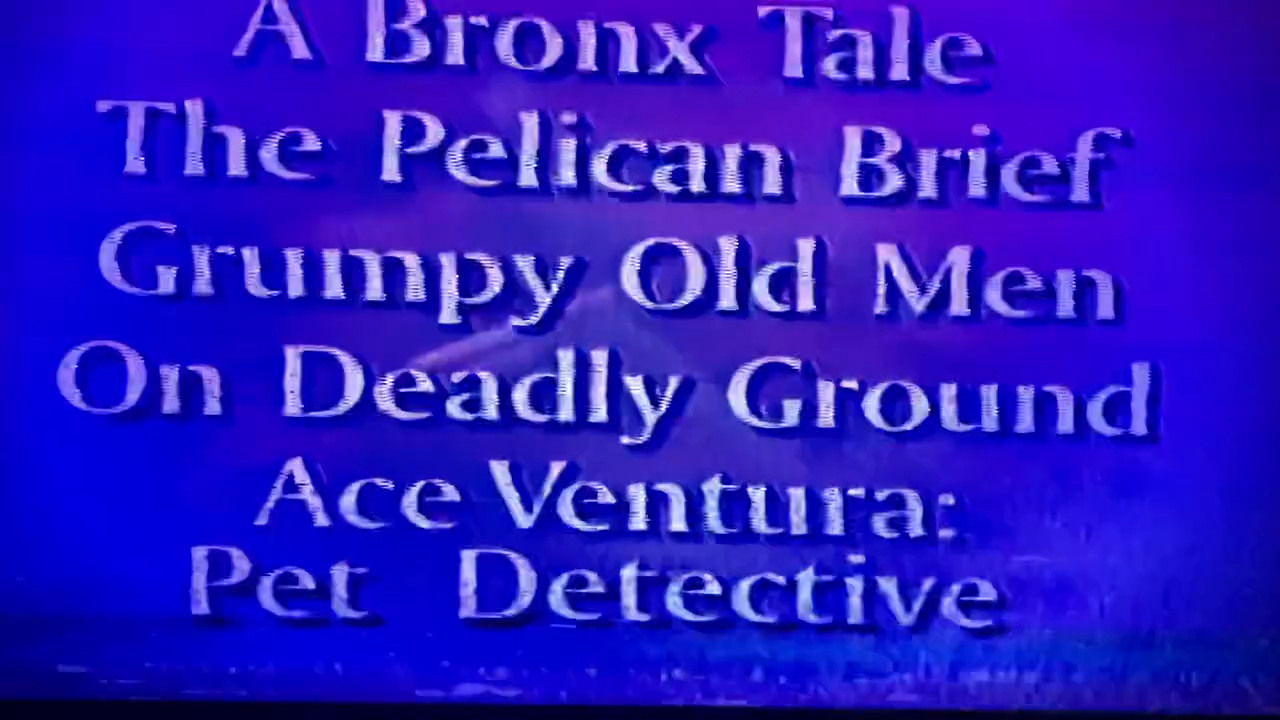 A Bronx Tale
The Pelican Brief
Grumpy Old Men
On Deadly Ground
Ace Ventura:
Pet Detective